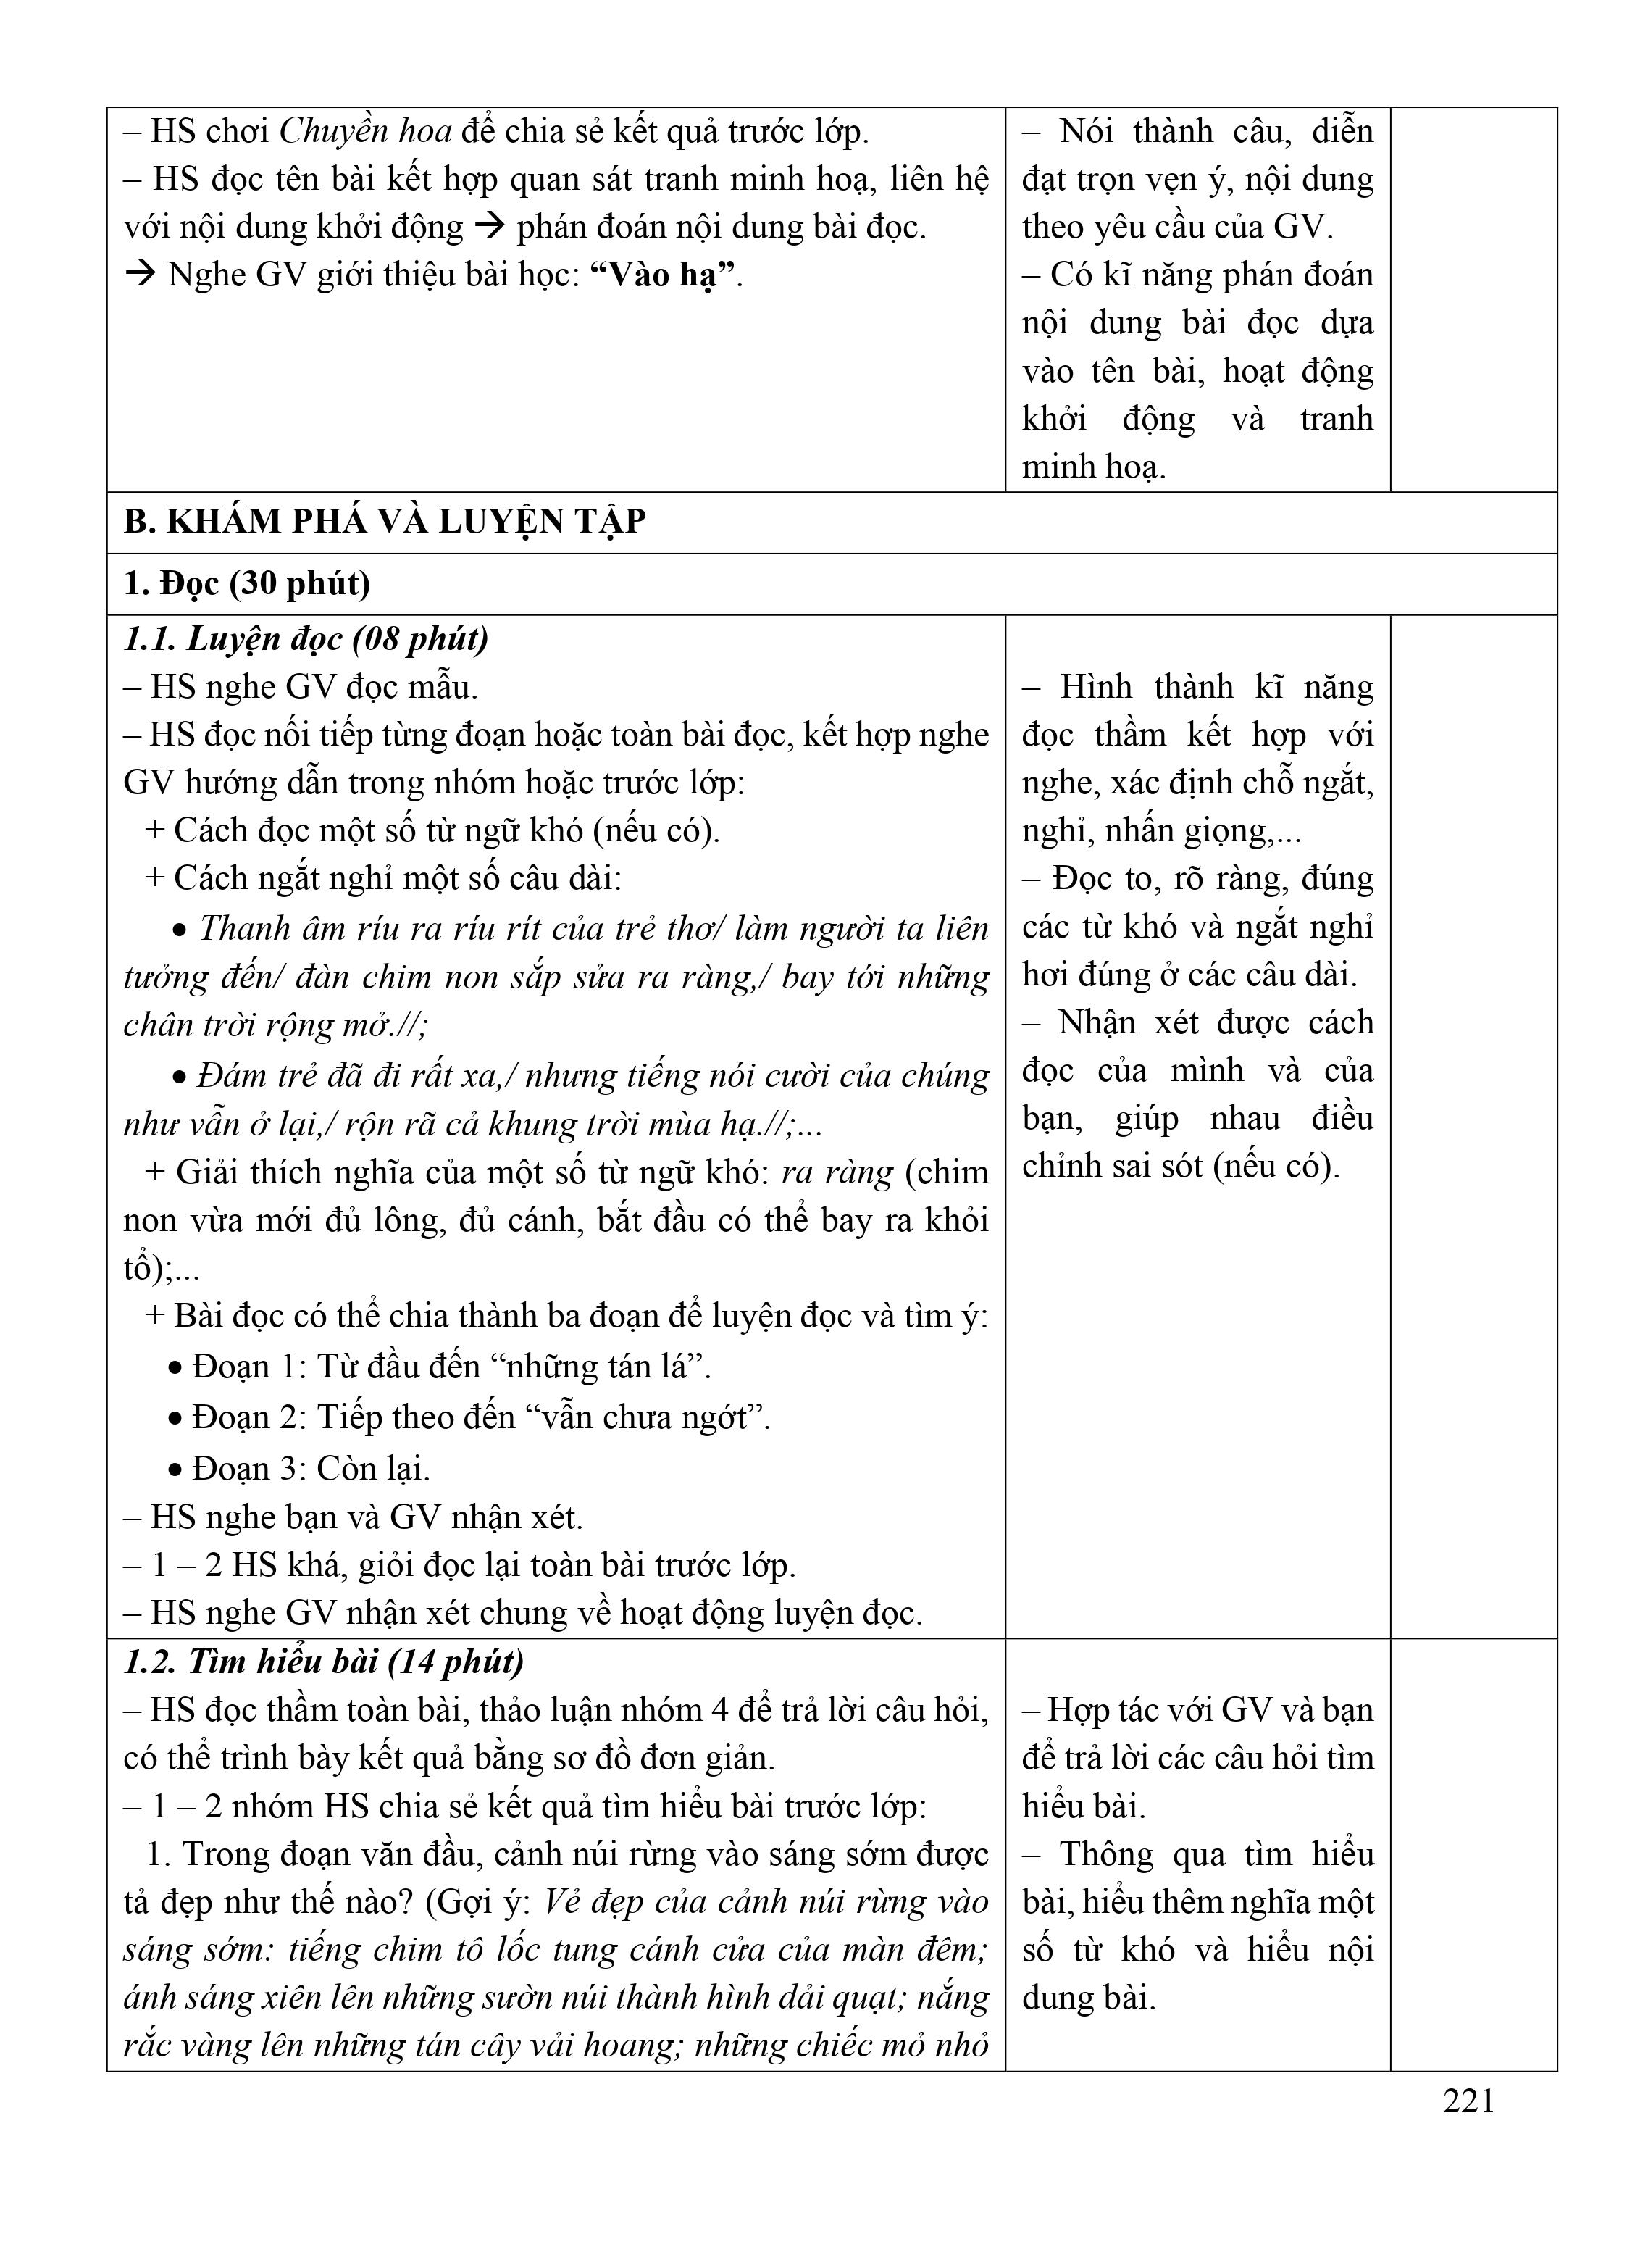 – HS chơi Chuyền hoa để chia sẻ kết quả trước lớp.
– HS đọc tên bài kết hợp quan sát tranh minh hoạ, liên hệ
với nội dung khởi động → phán đoán nội dung bài đọc.
→ Nghe GV giới thiệu bài học: “Vào hạ”.
– Nói thành câu, diễn
đạt trọn vẹn ý, nội dung
theo yêu cầu của GV.
– Có kĩ năng phán đoán
nội dung bài đọc dựa
vào tên bài, hoạt động
khởi động và tranh
minh hoạ.
B. KHÁM PHÁ VÀ LUYỆN TẬP
1. Đọc (30 phút)
1.1. Luyện đọc (08 phút)
– HS nghe GV đọc mẫu.
– HS đọc nối tiếp từng đoạn hoặc toàn bài đọc, kết hợp nghe
GV hướng dẫn trong nhóm hoặc trước lớp:
+ Cách đọc một số từ ngữ khó (nếu có).
+ Cách ngắt nghỉ một số câu dài:
• Thanh âm ríu ra ríu rít của trẻ thơ/ làm người ta liên
tưởng đến/ đàn chim non sắp sửa ra ràng,/ bay tới những
chân trời rộng mở.//;
• Đám trẻ đã đi rất xa,/ nhưng tiếng nói cười của chúng
như vẫn ở lại,/ rộn rã cả khung trời mùa hạ.//;...
+ Giải thích nghĩa của một số từ ngữ khó: ra ràng (chim
non vừa mới đủ lông, đủ cánh, bắt đầu có thể bay ra khỏi
tổ);...
+ Bài đọc có thể chia thành ba đoạn để luyện đọc và tìm ý:
• Đoạn 1: Từ đầu đến “những tán lá”.
• Đoạn 2: Tiếp theo đến “vẫn chưa ngớt”.
• Đoạn 3: Còn lại.
– HS nghe bạn và GV nhận xét.
– 1 – 2 HS khá, giỏi đọc lại toàn bài trước lớp.
– HS nghe GV nhận xét chung về hoạt động luyện đọc.
– Hình thành kĩ năng
đọc thầm kết hợp với
nghe, xác định chỗ ngắt,
nghỉ, nhấn giọng,...
– Đọc to, rõ ràng, đúng
các từ khó và ngắt nghỉ
hơi đúng ở các câu dài.
– Nhận xét được cách
đọc của mình và của
bạn, giúp nhau điều
chỉnh sai sót (nếu có).
1.2. Tìm hiểu bài (14 phút)
– HS đọc thầm toàn bài, thảo luận nhóm 4 để trả lời câu hỏi,
có thể trình bày kết quả bằng sơ đồ đơn giản.
– 1 – 2 nhóm HS chia sẻ kết quả tìm hiểu bài trước lớp:
1. Trong đoạn văn đầu, cảnh núi rừng vào sáng sớm được
tả đẹp như thế nào? (Gợi ý: Vẻ đẹp của cảnh núi rừng vào
sáng sớm: tiếng chim tô lốc tung cánh cửa của màn đêm;
ánh sáng xiên lên những sườn núi thành hình dải quạt; nắng
rắc vàng lên những tán cây vải hoang; những chiếc mỏ nhỏ
– Hợp tác với GV và bạn
để trả lời các câu hỏi tìm
hiểu bài.
– Thông qua tìm hiểu
bài, hiểu thêm nghĩa một
số từ khó và hiểu nội
dung bài.
221